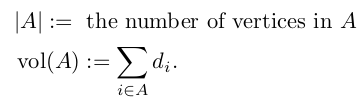 |A| := the number of vertices in A
vol(A) := ∑_{i∈A} d_i.